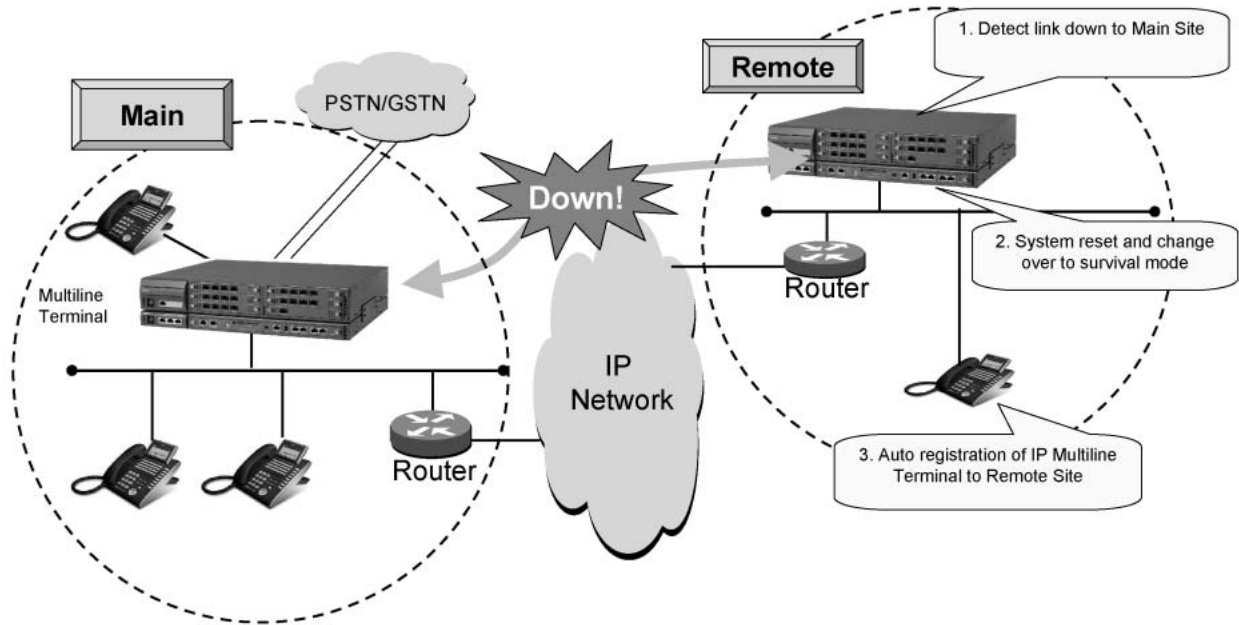 Main
PSTN/GSTN
Multiline
Terminal
Router
Down!
IP
Network
Remote
1. Detect link down to Main Site
2. System reset and change
over to survival mode
Router
3. Auto registration of IP Multiline
Terminal to Remote Site